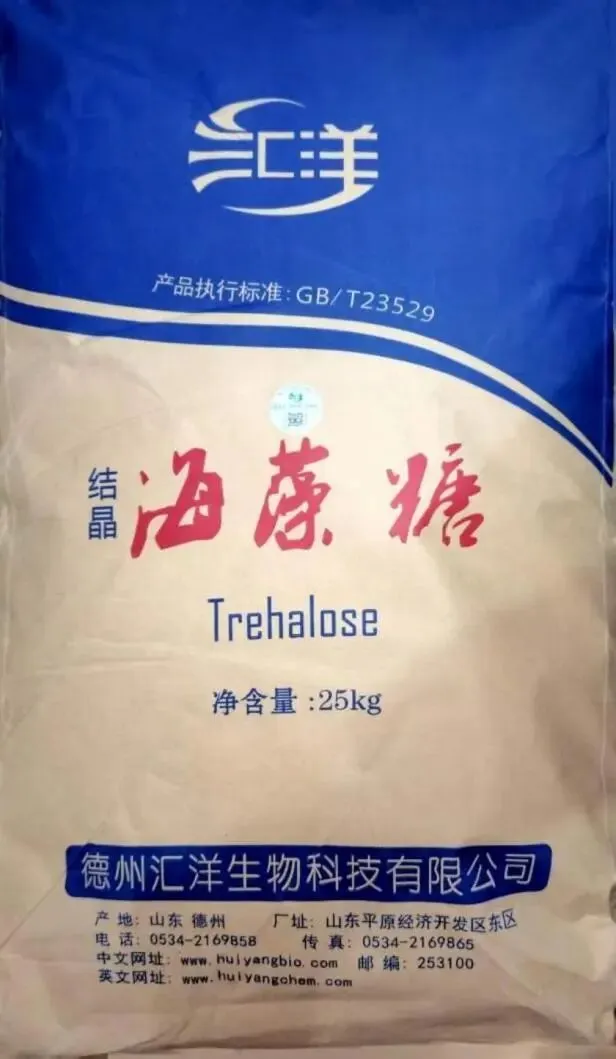 汇洋
产品执行标准:GB/T23529
结晶
海藻糖
Trehalose
净含量:25kg
德州汇洋生物科技有限公司
产地:山东 德州 厂址:山东平原经济开发区东区
电话:0534-2169858 传真:0534-2169865
中文网址:www.huiyangbio.com 邮编:253100
英文网址:www.huiyangchem.com